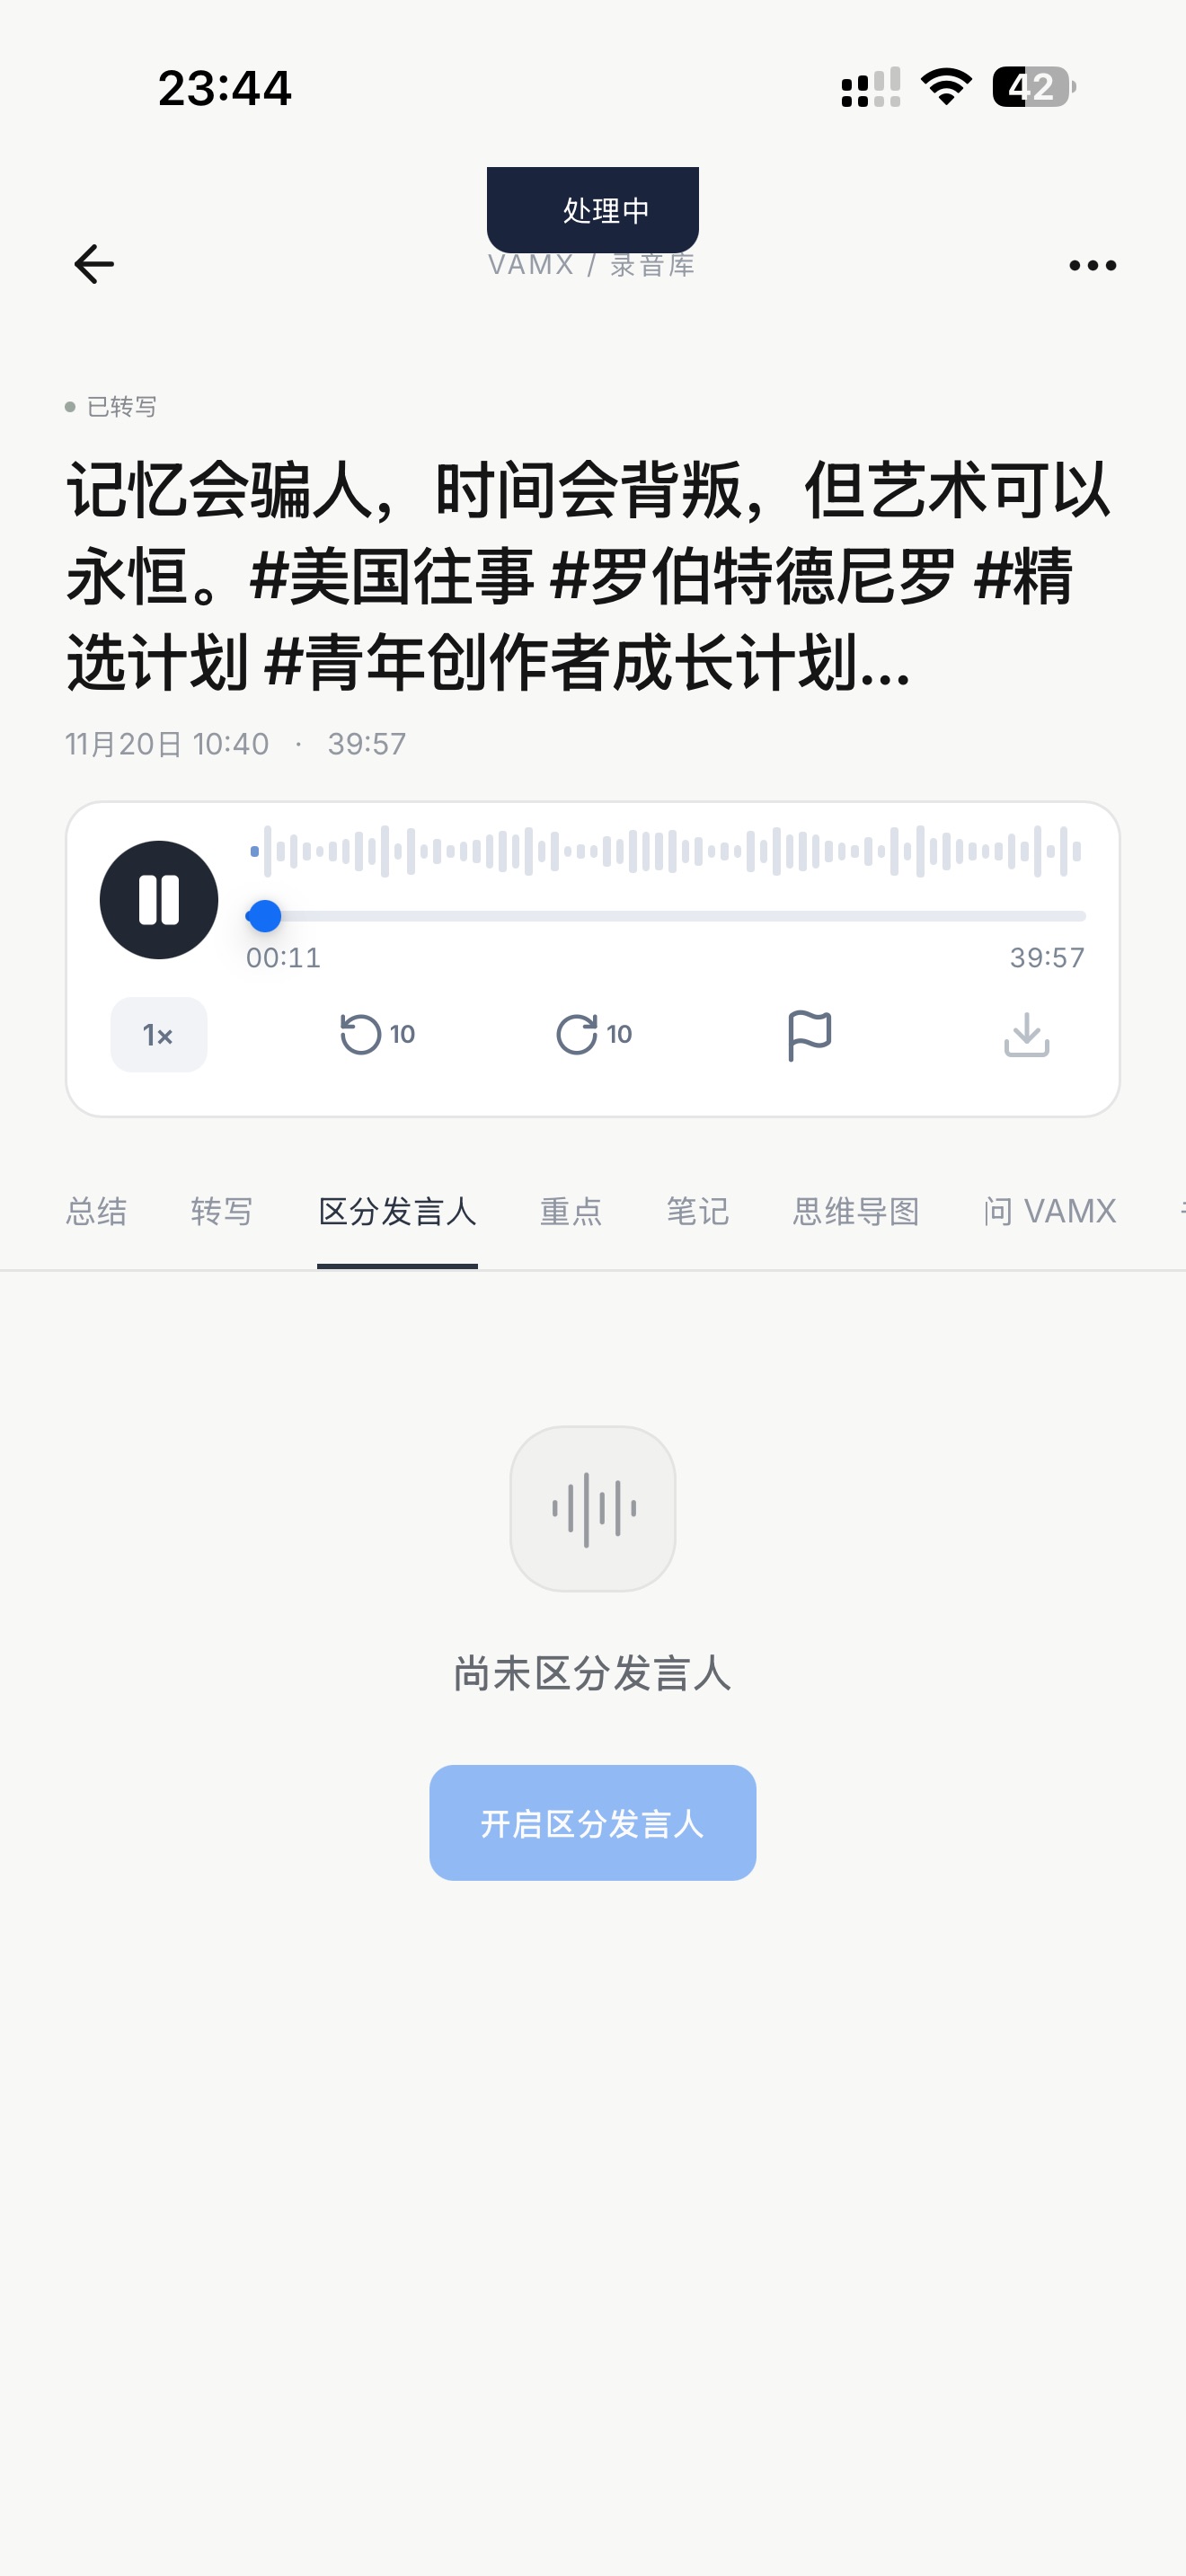 23:44
42
处理中
VAMX / 录音库
已转写
记忆会骗人，时间会背叛，但艺术可以
永恒。#美国往事 #罗伯特德尼罗 #精
选计划 #青年创作者成长计划...
11月20日 10:40 · 39:57
00:11 39:57
1× 10 10
总结 转写 区分发言人 重点 笔记 思维导图 问 VAMX
尚未区分发言人
开启区分发言人